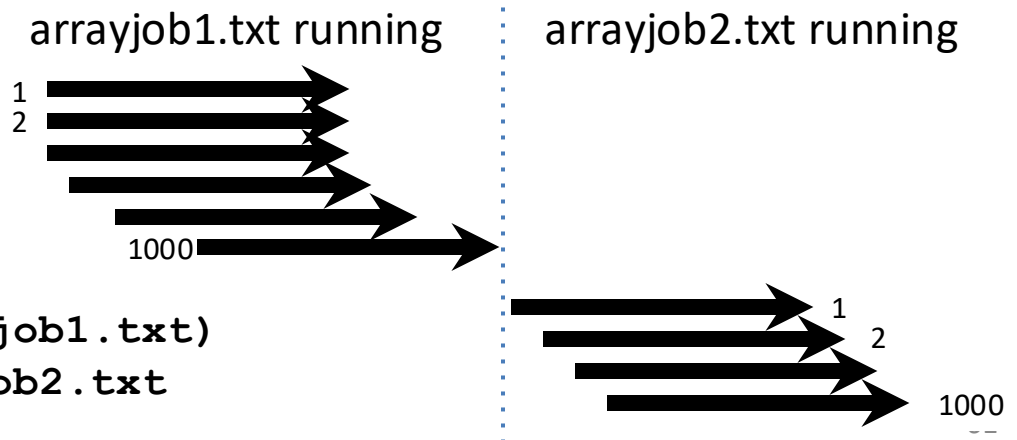 arrayjob1.txt running
arrayjob2.txt running
1
2
1000
1
job1.txt)
2
ob2.txt
1000